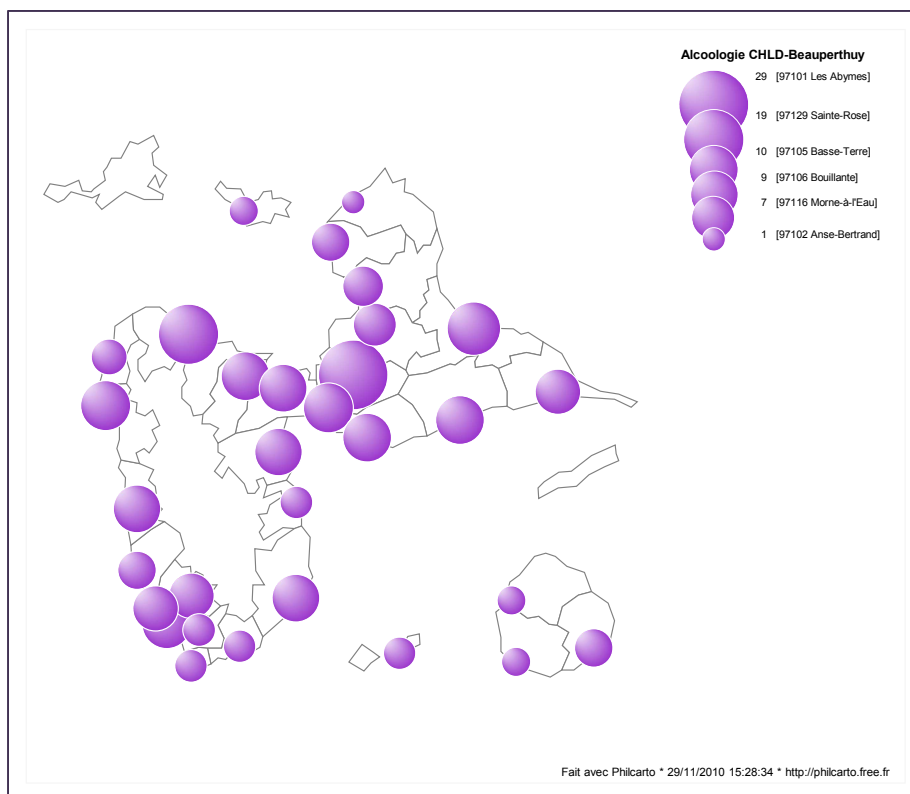 Alcoologie CHLD-Beauperthuy
29 [97101 Les Abymes]
19 [97129 Sainte-Rose]
10 [97105 Basse-Terre]
9 [97106 Bouillante]
7 [97116 Morne-à-l'Eau]
1 [97102 Anse-Bertrand]
Fait avec Philcarto * 29/11/2010 15:28:34 * http://philcarto.free.fr